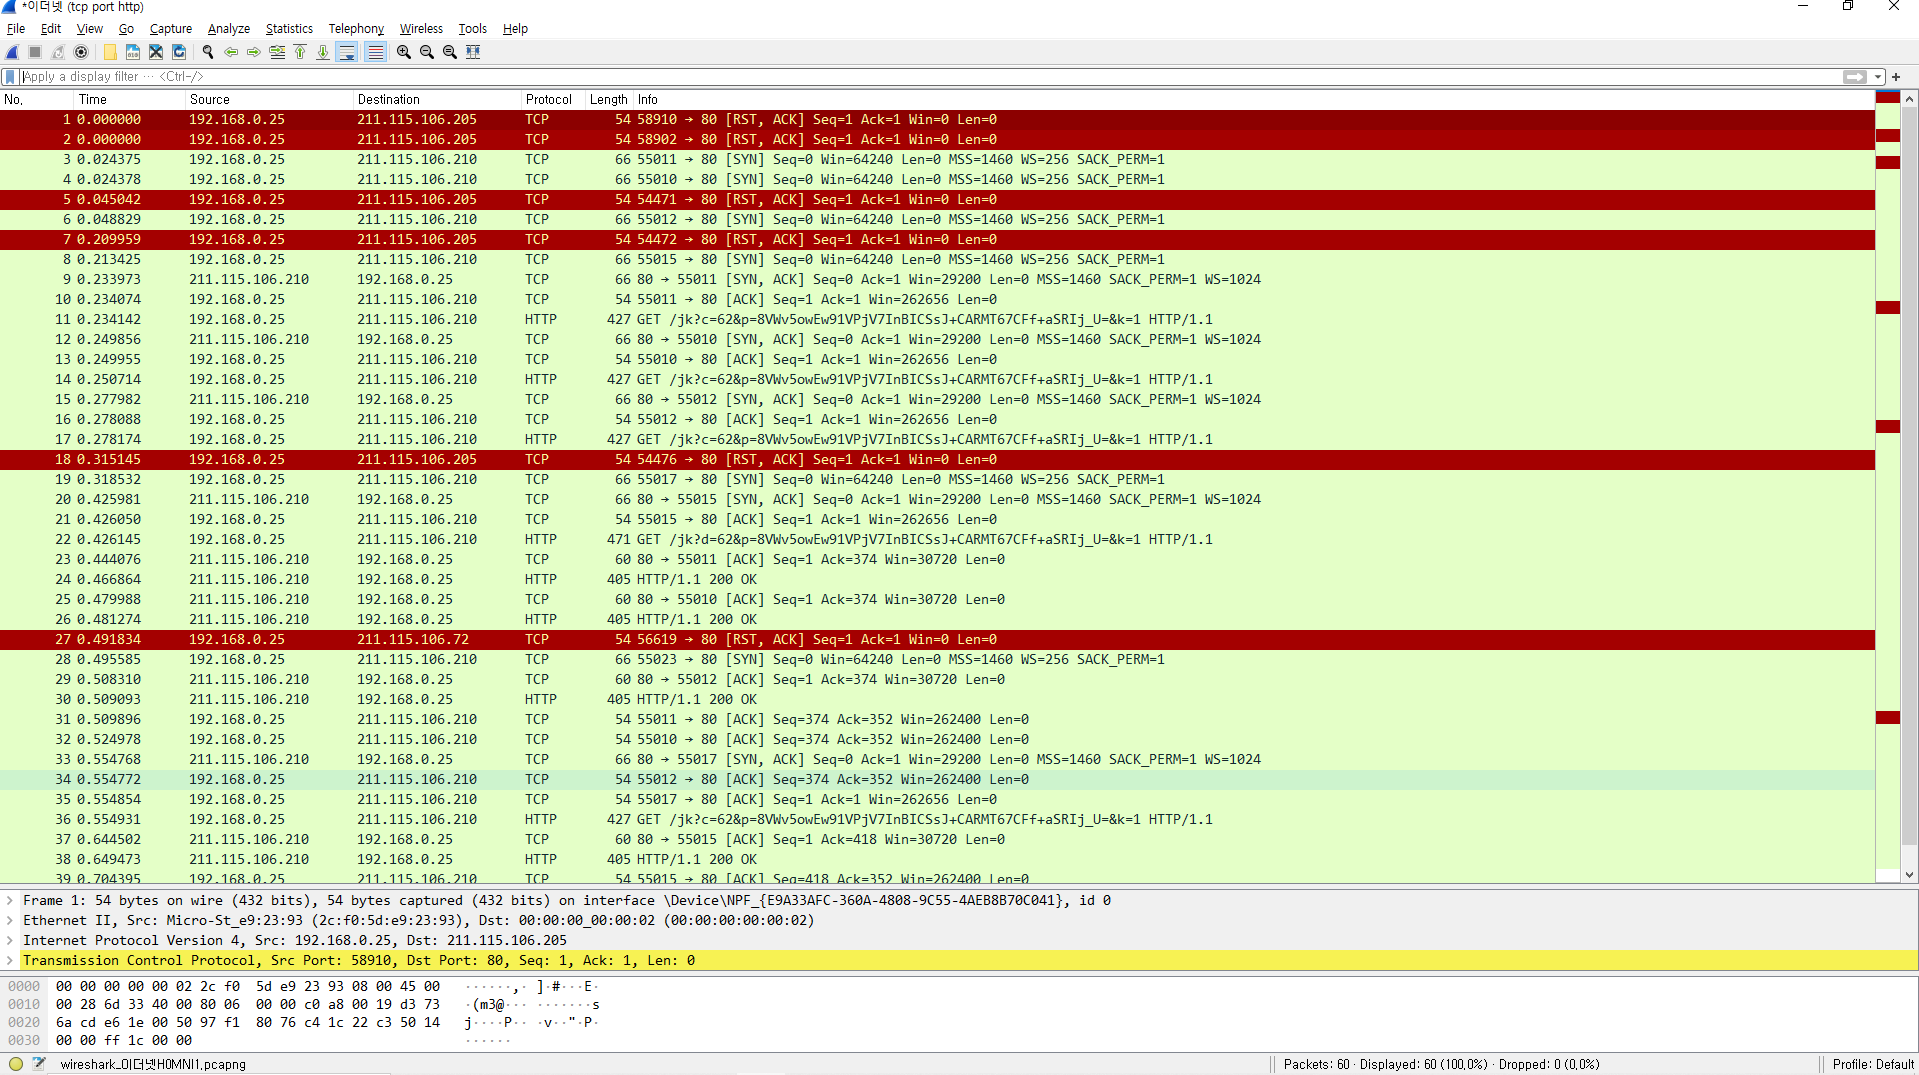 *이더넷 (tcp port http)
File Edit View Go Capture Analyze Statistics Telephony Wireless Tools Help
Apply a display filter ··· <Ctrl-/>
No. Time Source Destination Protocol Length Info
1 0.000000 192.168.0.25 211.115.106.205 TCP 54 58910 → 80 [RST, ACK] Seq=1 Ack=1 Win=0 Len=0
2 0.000000 192.168.0.25 211.115.106.205 TCP 54 58902 → 80 [RST, ACK] Seq=1 Ack=1 Win=0 Len=0
3 0.024375 192.168.0.25 211.115.106.210 TCP 66 55011 → 80 [SYN] Seq=0 Win=64240 Len=0 MSS=1460 WS=256 SACK_PERM=1
4 0.024378 192.168.0.25 211.115.106.210 TCP 66 55010 → 80 [SYN] Seq=0 Win=64240 Len=0 MSS=1460 WS=256 SACK_PERM=1
5 0.045042 192.168.0.25 211.115.106.205 TCP 54 54471 → 80 [RST, ACK] Seq=1 Ack=1 Win=0 Len=0
6 0.048829 192.168.0.25 211.115.106.210 TCP 66 55012 → 80 [SYN] Seq=0 Win=64240 Len=0 MSS=1460 WS=256 SACK_PERM=1
7 0.209959 192.168.0.25 211.115.106.205 TCP 54 54472 → 80 [RST, ACK] Seq=1 Ack=1 Win=0 Len=0
8 0.213425 192.168.0.25 211.115.106.210 TCP 66 55015 → 80 [SYN] Seq=0 Win=64240 Len=0 MSS=1460 WS=256 SACK_PERM=1
9 0.233973 211.115.106.210 192.168.0.25 TCP 66 80 → 55011 [SYN, ACK] Seq=0 Ack=1 Win=29200 Len=0 MSS=1460 SACK_PERM=1 WS=1024
10 0.234074 192.168.0.25 211.115.106.210 TCP 54 55011 → 80 [ACK] Seq=1 Ack=1 Win=262656 Len=0
11 0.234142 192.168.0.25 211.115.106.210 HTTP 427 GET /jk?c=62&p=8VWv5owEw91VPjV7InBICSsJ+CARMT67CFf+aSRIj_U=&k=1 HTTP/1.1
12 0.249856 211.115.106.210 192.168.0.25 TCP 66 80 → 55010 [SYN, ACK] Seq=0 Ack=1 Win=29200 Len=0 MSS=1460 SACK_PERM=1 WS=1024
13 0.249955 192.168.0.25 211.115.106.210 TCP 54 55010 → 80 [ACK] Seq=1 Ack=1 Win=262656 Len=0
14 0.250714 192.168.0.25 211.115.106.210 HTTP 427 GET /jk?c=62&p=8VWv5owEw91VPjV7InBICSsJ+CARMT67CFf+aSRIj_U=&k=1 HTTP/1.1
15 0.277982 211.115.106.210 192.168.0.25 TCP 66 80 → 55012 [SYN, ACK] Seq=0 Ack=1 Win=29200 Len=0 MSS=1460 SACK_PERM=1 WS=1024
16 0.278088 192.168.0.25 211.115.106.210 TCP 54 55012 → 80 [ACK] Seq=1 Ack=1 Win=262656 Len=0
17 0.278174 192.168.0.25 211.115.106.210 HTTP 427 GET /jk?c=62&p=8VWv5owEw91VPjV7InBICSsJ+CARMT67CFf+aSRIj_U=&k=1 HTTP/1.1
18 0.315145 192.168.0.25 211.115.106.205 TCP 54 54476 → 80 [RST, ACK] Seq=1 Ack=1 Win=0 Len=0
19 0.318532 192.168.0.25 211.115.106.210 TCP 66 55017 → 80 [SYN] Seq=0 Win=64240 Len=0 MSS=1460 WS=256 SACK_PERM=1
20 0.425981 211.115.106.210 192.168.0.25 TCP 66 80 → 55015 [SYN, ACK] Seq=0 Ack=1 Win=29200 Len=0 MSS=1460 SACK_PERM=1 WS=1024
21 0.426050 192.168.0.25 211.115.106.210 TCP 54 55015 → 80 [ACK] Seq=1 Ack=1 Win=262656 Len=0
22 0.426145 192.168.0.25 211.115.106.210 HTTP 471 GET /jk?d=62&p=8VWv5owEw91VPjV7InBICSsJ+CARMT67CFf+aSRIj_U=&k=1 HTTP/1.1
23 0.444076 211.115.106.210 192.168.0.25 TCP 60 80 → 55011 [ACK] Seq=1 Ack=374 Win=30720 Len=0
24 0.466864 211.115.106.210 192.168.0.25 HTTP 405 HTTP/1.1 200 OK
25 0.479988 211.115.106.210 192.168.0.25 TCP 60 80 → 55010 [ACK] Seq=1 Ack=374 Win=30720 Len=0
26 0.481274 211.115.106.210 192.168.0.25 HTTP 405 HTTP/1.1 200 OK
27 0.491834 192.168.0.25 211.115.106.72 TCP 54 56619 → 80 [RST, ACK] Seq=1 Ack=1 Win=0 Len=0
28 0.495585 192.168.0.25 211.115.106.210 TCP 66 55023 → 80 [SYN] Seq=0 Win=64240 Len=0 MSS=1460 WS=256 SACK_PERM=1
29 0.508310 211.115.106.210 192.168.0.25 TCP 60 80 → 55012 [ACK] Seq=1 Ack=374 Win=30720 Len=0
30 0.509093 211.115.106.210 192.168.0.25 HTTP 405 HTTP/1.1 200 OK
31 0.509896 192.168.0.25 211.115.106.210 TCP 54 55011 → 80 [ACK] Seq=374 Ack=352 Win=262400 Len=0
32 0.524978 192.168.0.25 211.115.106.210 TCP 54 55010 → 80 [ACK] Seq=374 Ack=352 Win=262400 Len=0
33 0.554768 211.115.106.210 192.168.0.25 TCP 66 80 → 55017 [SYN, ACK] Seq=0 Ack=1 Win=29200 Len=0 MSS=1460 SACK_PERM=1 WS=1024
34 0.554772 192.168.0.25 211.115.106.210 TCP 54 55012 → 80 [ACK] Seq=374 Ack=352 Win=262400 Len=0
35 0.554854 192.168.0.25 211.115.106.210 TCP 54 55017 → 80 [ACK] Seq=1 Ack=1 Win=262656 Len=0
36 0.554931 192.168.0.25 211.115.106.210 HTTP 427 GET /jk?c=62&p=8VWv5owEw91VPjV7InBICSsJ+CARMT67CFf+aSRIj_U=&k=1 HTTP/1.1
37 0.644502 211.115.106.210 192.168.0.25 TCP 60 80 → 55015 [ACK] Seq=1 Ack=418 Win=30720 Len=0
38 0.649473 211.115.106.210 192.168.0.25 HTTP 405 HTTP/1.1 200 OK
39 0.704395 192.168.0.25 211.115.106.210 TCP 54 55015 → 80 [ACK] Seq=418 Ack=352 Win=262400 Len=0
Frame 1: 54 bytes on wire (432 bits), 54 bytes captured (432 bits) on interface \Device\NPF_{E9A33AFC-360A-4808-9C55-4AEB8B70C041}, id 0
Ethernet II, Src: Micro-St_e9:23:93 (2c:f0:5d:e9:23:93), Dst: 00:00:00_00:00:02 (00:00:00:00:00:02)
Internet Protocol Version 4, Src: 192.168.0.25, Dst: 211.115.106.205
Transmission Control Protocol, Src Port: 58910, Dst Port: 80, Seq: 1, Ack: 1, Len: 0
0000 00 00 00 00 00 02 2c f0 5d e9 23 93 08 00 45 00 ······,· ]·#···E·
0010 00 28 6d 33 40 00 80 06 00 00 c0 a8 00 19 d3 73 ·(m3@··· ·······s
0020 6a cd e6 1e 00 50 97 f1 80 76 c4 1c 22 c3 50 14 j····P·· ·v··"·P·
0030 00 00 ff 1c 00 00 ······
wireshark_이더넷H0MNI1.pcapng Packets: 60 · Displayed: 60 (100.0%) · Dropped: 0 (0.0%) Profile: Default